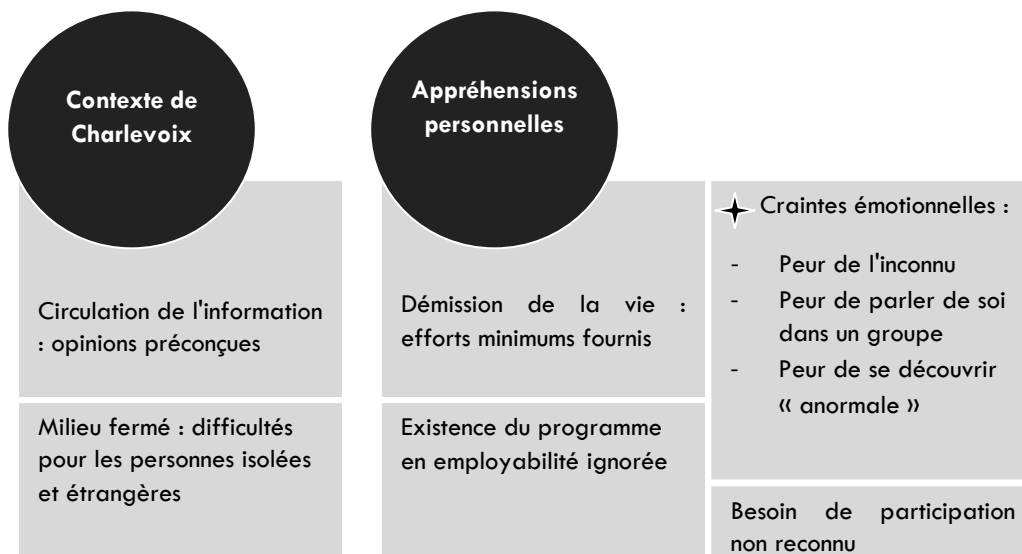 Contexte de
Charlevoix
Circulation de l'information
: opinions préconçues
Milieu fermé : difficultés
pour les personnes isolées
et étrangères
Appréhensions
personnelles
Démission de la vie :
efforts minimums fournis
Existence du programme
en employabilité ignorée
Craintes émotionnelles :
- Peur de l'inconnu
- Peur de parler de soi
dans un groupe
- Peur de se découvrir
« anormale »
Besoin de participation
non reconnu